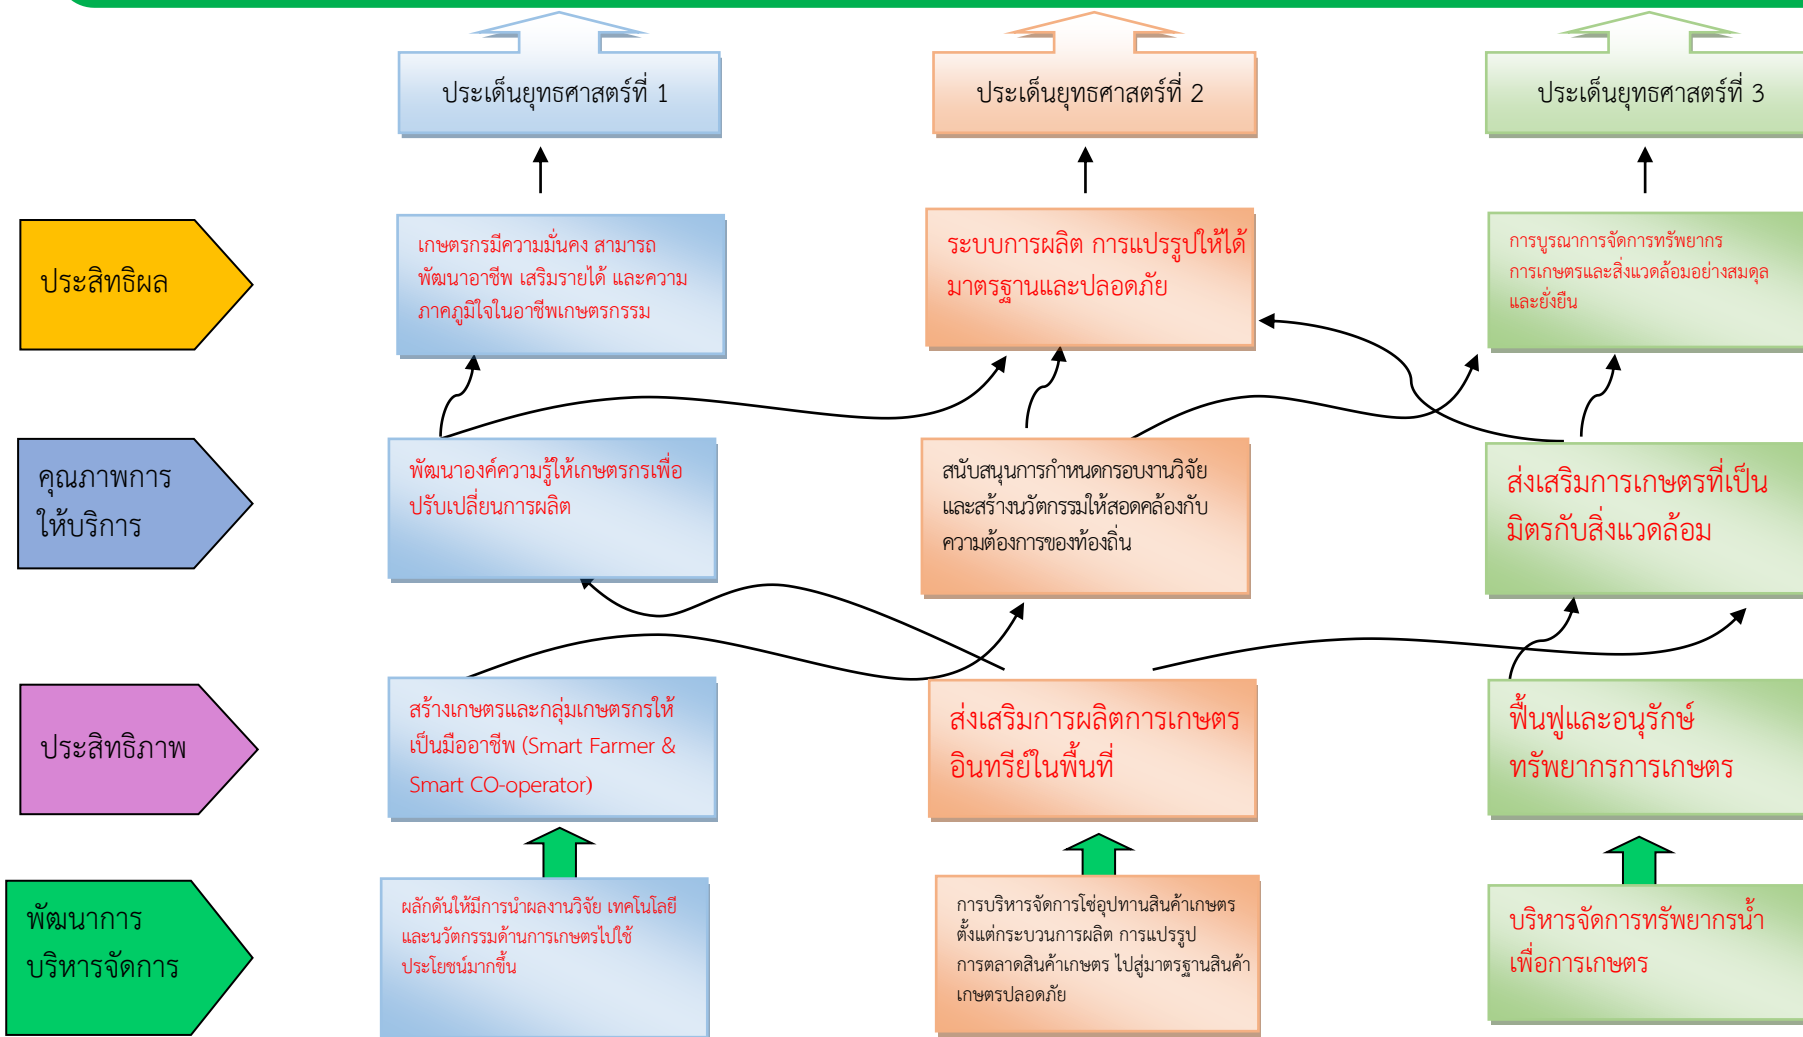 ประเด็นยุทธศาสตร์ที่ 1
ประเด็นยุทธศาสตร์ที่ 2
ประเด็นยุทธศาสตร์ที่ 3
ประสิทธิผล
เกษตรกรมีความมั่นคง สามารถ
พัฒนาอาชีพ เสริมรายได้ และความ
ภาคภูมิใจในอาชีพเกษตรกรรม
ระบบการผลิต การแปรรูปให้ได้
มาตรฐานและปลอดภัย
การบูรณาการจัดการทรัพยากร
การเกษตรและสิ่งแวดล้อมอย่างสมดุล
และยั่งยืน
คุณภาพการ
ให้บริการ
พัฒนาองค์ความรู้ให้เกษตรกรเพื่อ
ปรับเปลี่ยนการผลิต
สนับสนุนการกำหนดกรอบงานวิจัย
และสร้างนวัตกรรมให้สอดคล้องกับ
ความต้องการของท้องถิ่น
ส่งเสริมการเกษตรที่เป็น
มิตรกับสิ่งแวดล้อม
ประสิทธิภาพ
สร้างเกษตรและกลุ่มเกษตรกรให้
เป็นมืออาชีพ (Smart Farmer &
Smart CO-operator)
ส่งเสริมการผลิตการเกษตร
อินทรีย์ในพื้นที่
ฟื้นฟูและอนุรักษ์
ทรัพยากรการเกษตร
พัฒนาการ
บริหารจัดการ
ผลักดันให้มีการนำผลงานวิจัย เทคโนโลยี
และนวัตกรรมด้านการเกษตรไปใช้
ประโยชน์มากขึ้น
การบริหารจัดการโซ่อุปทานสินค้าเกษตร
ตั้งแต่กระบวนการผลิต การแปรรูป
การตลาดสินค้าเกษตร ไปสู่มาตรฐานสินค้า
เกษตรปลอดภัย
บริหารจัดการทรัพยากรน้ำ
เพื่อการเกษตร